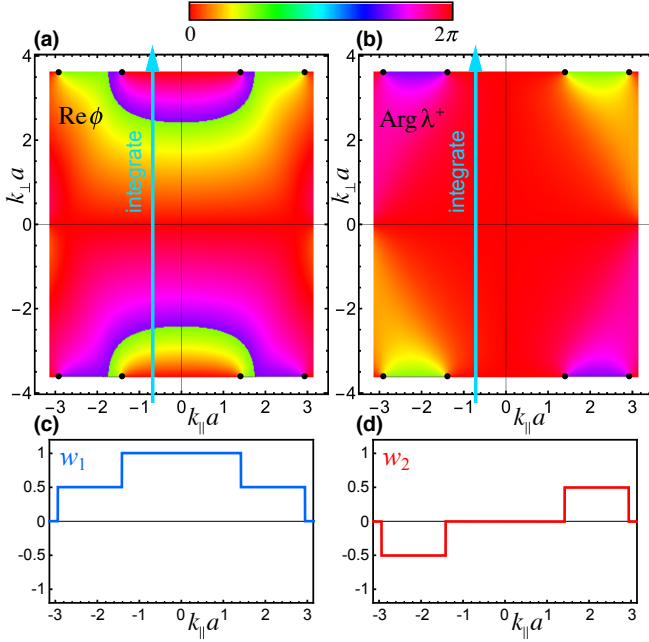 0 2π
(a) (b)
4 4
Re ϕ Arg λ⁺
2 2
k⊥a integrate k⊥a integrate
0 0
−2 −2
−4 −4
−3 −2 −1 0 1 2 3 −3 −2 −1 0 1 2 3
(c) k∥a (d) k∥a
1 w₁ 1 w₂
0.5 0.5
0 0
-0.5 -0.5
-1 -1
−3 −2 −1 0 1 2 3 −3 −2 −1 0 1 2 3
k∥a k∥a